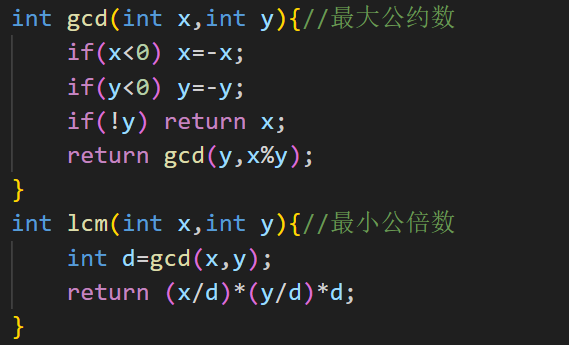 int gcd(int x,int y){//最大公约数
    if(x<0) x=-x;
    if(y<0) y=-y;
    if(!y) return x;
    return gcd(y,x%y);
}
int lcm(int x,int y){//最小公倍数
    int d=gcd(x,y);
    return (x/d)*(y/d)*d;
}